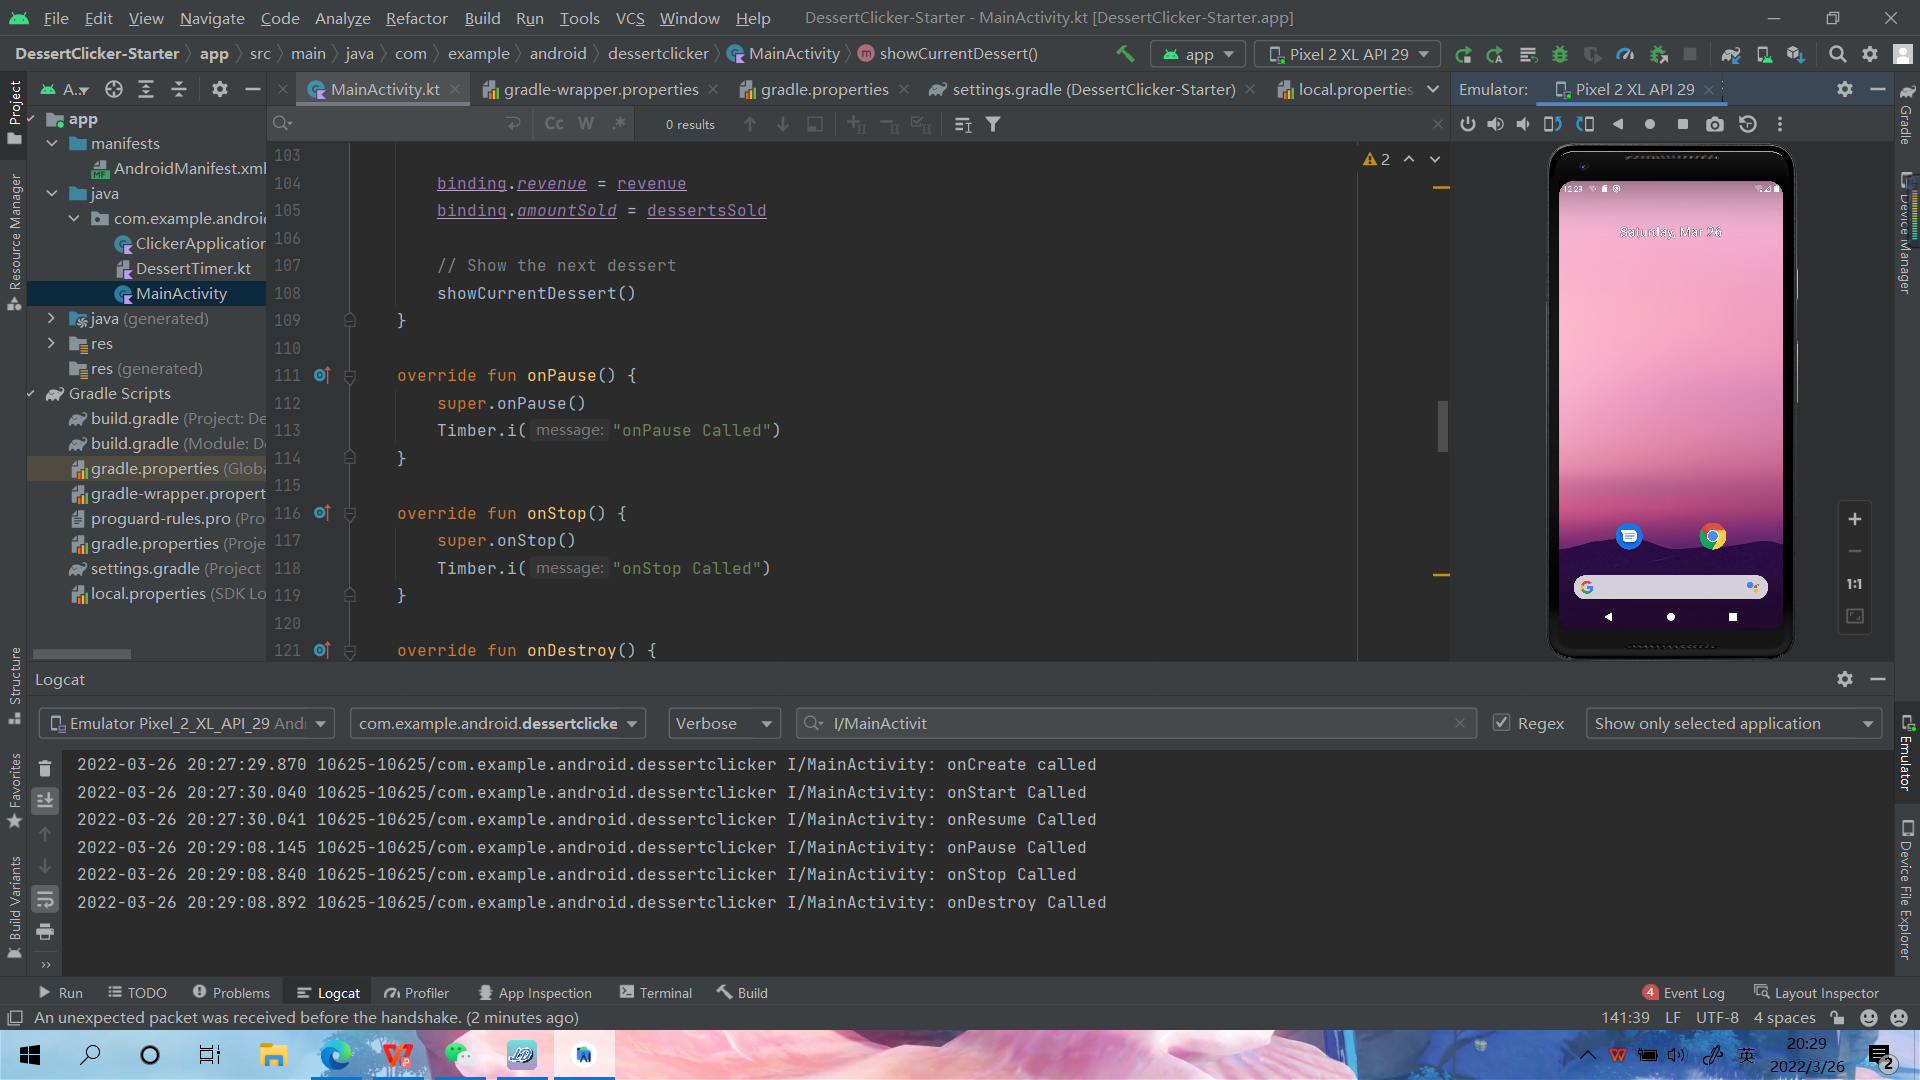 File Edit View Navigate Code Analyze Refactor Build Run Tools VCS Window Help DessertClicker-Starter - MainActivity.kt [DessertClicker-Starter.app]
DessertClicker-Starter app src main java com example android dessertclicker MainActivity showCurrentDessert() app Pixel 2 XL API 29
A.. MainActivity.kt gradle-wrapper.properties gradle.properties settings.gradle (DessertClicker-Starter) local.properties Emulator: Pixel 2 XL API 29
Cc W .* 0 results
Project
Resource Manager
Structure
Favorites
Build Variants
app
manifests
AndroidManifest.xml
java
com.example.androi
ClickerApplication
DessertTimer.kt
MainActivity
java (generated)
res
res (generated)
Gradle Scripts
build.gradle (Project: De
build.gradle (Module: D
gradle.properties (Globa
gradle-wrapper.propert
proguard-rules.pro (Pro
gradle.properties (Proje
settings.gradle (Project
local.properties (SDK Lo
2
103
104 binding.revenue = revenue
105 binding.amountSold = dessertsSold
106
107 // Show the next dessert
108 showCurrentDessert()
109 }
110
111 override fun onPause() {
112 super.onPause()
113 Timber.i( message: "onPause Called")
114 }
115
116 override fun onStop() {
117 super.onStop()
118 Timber.i( message: "onStop Called")
119 }
120
121 override fun onDestroy() {
12:29
Saturday, Mar 26
1:1
Gradle
Device Manager
Emulator
Device File Explorer
Logcat
Emulator Pixel_2_XL_API_29 And com.example.android.dessertclicke Verbose I/MainActivit Regex Show only selected application
2022-03-26 20:27:29.870 10625-10625/com.example.android.dessertclicker I/MainActivity: onCreate called
2022-03-26 20:27:30.040 10625-10625/com.example.android.dessertclicker I/MainActivity: onStart Called
2022-03-26 20:27:30.041 10625-10625/com.example.android.dessertclicker I/MainActivity: onResume Called
2022-03-26 20:29:08.145 10625-10625/com.example.android.dessertclicker I/MainActivity: onPause Called
2022-03-26 20:29:08.840 10625-10625/com.example.android.dessertclicker I/MainActivity: onStop Called
2022-03-26 20:29:08.892 10625-10625/com.example.android.dessertclicker I/MainActivity: onDestroy Called
Run TODO Problems Logcat Profiler App Inspection Terminal Build 4 Event Log Layout Inspector
An unexpected packet was received before the handshake. (2 minutes ago) 141:39 LF UTF-8 4 spaces
英 20:29
2022/3/26 2